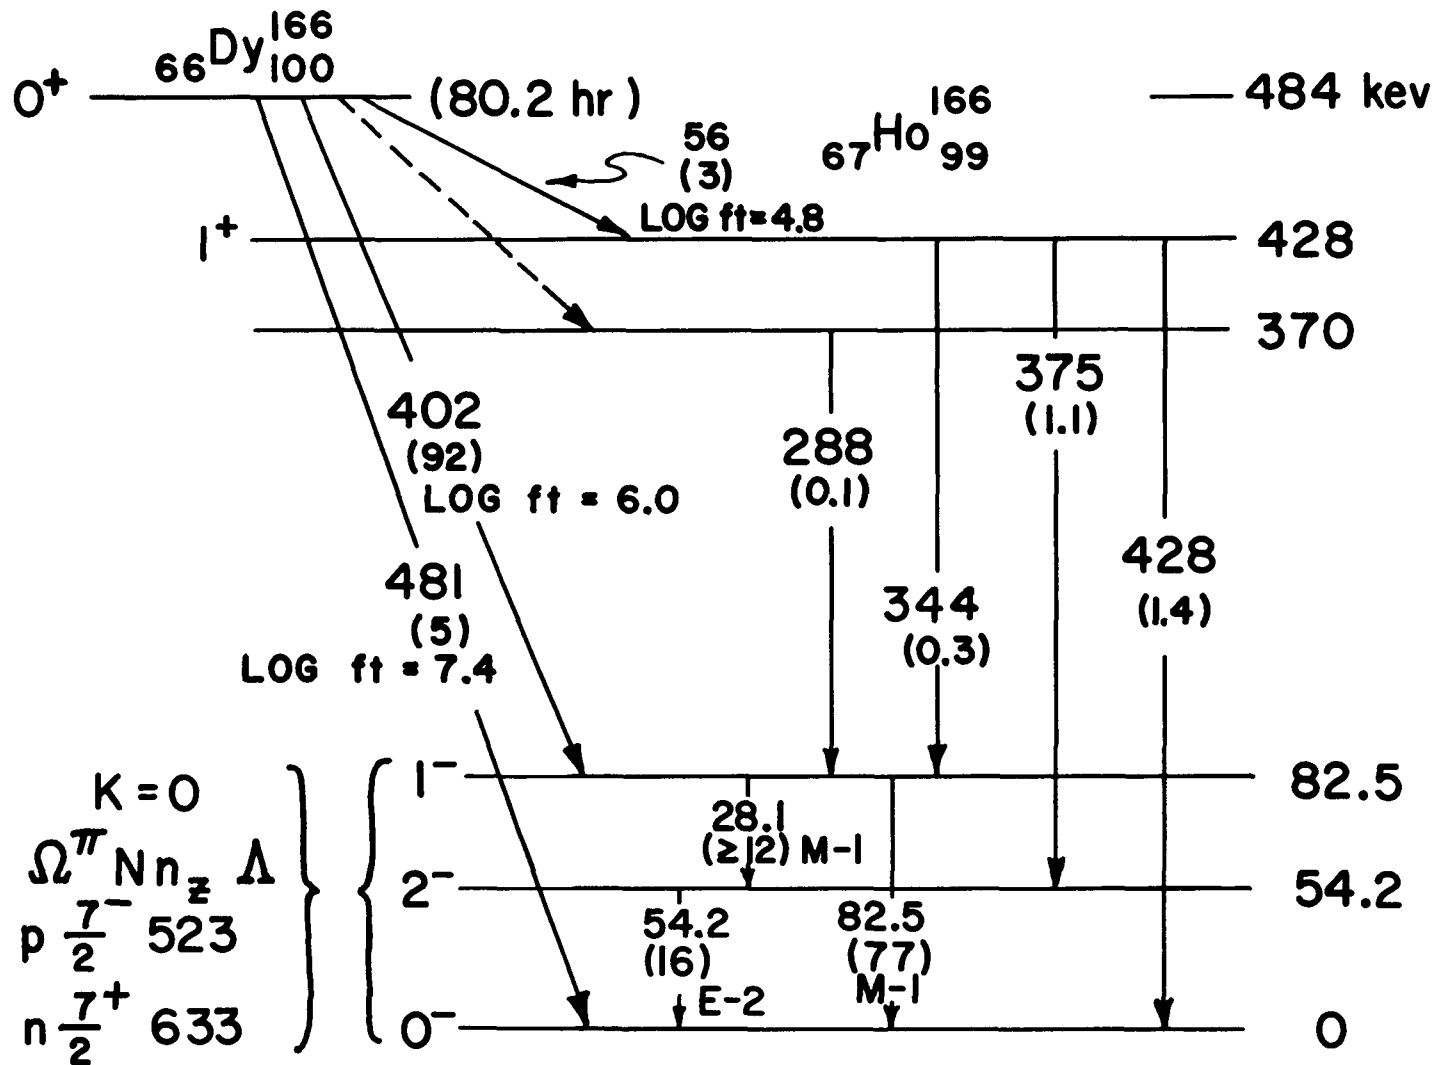 ₆₆Dy¹⁶⁶₁₀₀
0⁺ (80.2 hr) 484 kev
₆₇Ho¹⁶⁶₉₉
56
(3)
LOG ft=4.8
1⁺ 428
370
375
(1.1)
402
(92)
LOG ft = 6.0
288
(0.1)
428
(1.4)
481
(5)
LOG ft = 7.4
344
(0.3)
1⁻ 82.5
28.1
(≥12) M-1
2⁻ 54.2
54.2
(16)
E-2
82.5
(77)
M-1
0⁻ 0
K=0
Ω^π N n_z Λ
p 7/2⁻ 523
n 7/2⁺ 633